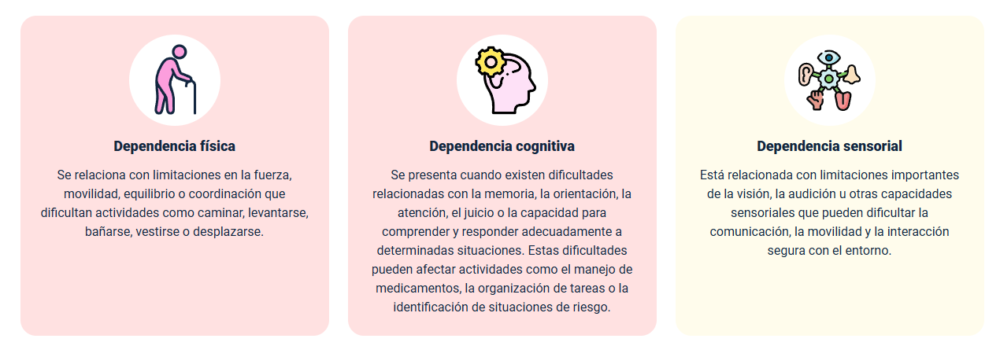 Dependencia física
Se relaciona con limitaciones en la fuerza,
movilidad, equilibrio o coordinación que
dificultan actividades como caminar, levantarse,
bañarse, vestirse o desplazarse.
Dependencia cognitiva
Se presenta cuando existen dificultades
relacionadas con la memoria, la orientación, la
atención, el juicio o la capacidad para
comprender y responder adecuadamente a
determinadas situaciones. Estas dificultades
pueden afectar actividades como el manejo de
medicamentos, la organización de tareas o la
identificación de situaciones de riesgo.
Dependencia sensorial
Está relacionada con limitaciones importantes
de la visión, la audición u otras capacidades
sensoriales que pueden dificultar la
comunicación, la movilidad y la interacción
segura con el entorno.